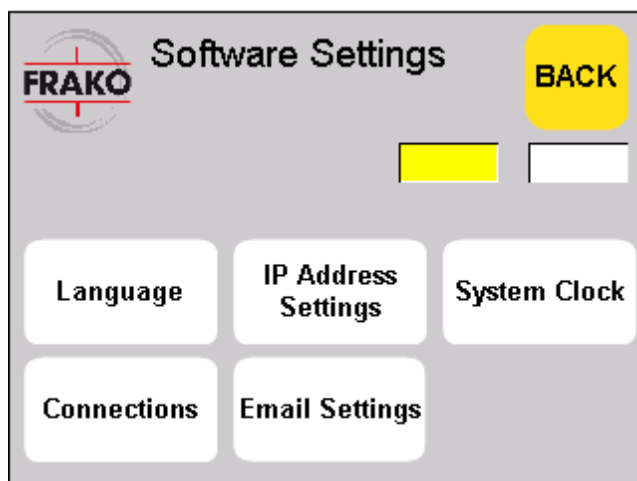 FRAKO
Software Settings
BACK
Language
IP Address
Settings
System Clock
Connections
Email Settings